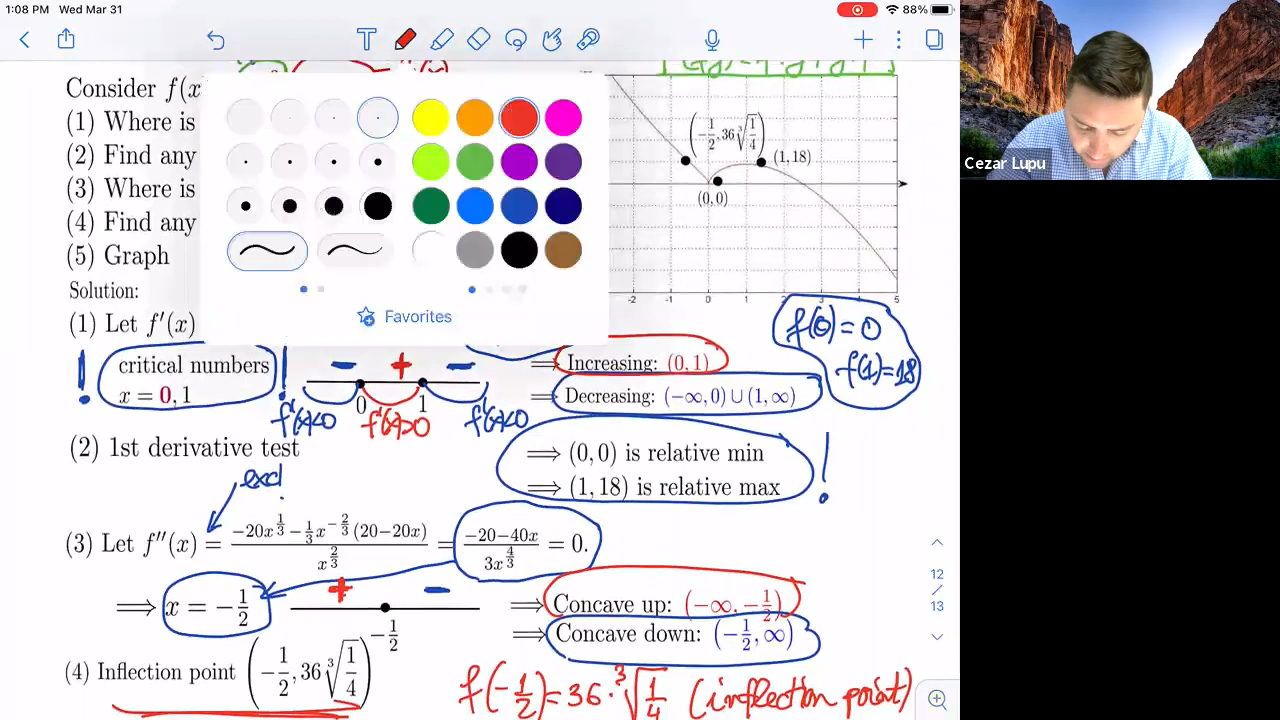 1:08 PM Wed Mar 31
88%
Cezar Lupu
Consider f(x
(1) Where is
(2) Find any
(3) Where is
(4) Find any
(5) Graph
Solution:
(1) Let f′(x)
Favorites
(-1/2, 36∛(1/4))
(1, 18)
(0,0)
-2 -1 0 1 2 3 4 5
f(0) = 0
f(1) = 18
! critical numbers !
x = 0, 1
− + −
0 1
f'(x)<0 f'(x)>0 f'(x)<0
⟹ Increasing: (0, 1)
⟹ Decreasing: (−∞, 0) ∪ (1, ∞)
(2) 1st derivative test
⟹ (0, 0) is relative min
⟹ (1, 18) is relative max !
(3) Let f″(x) = (−20x^(1/3) − (1/3)x^(−2/3)(20−20x)) / x^(2/3) = (−20−40x) / (3x^(4/3)) = 0.
⟹ x = −1/2
+ −
−1/2
⟹ Concave up: (−∞, −1/2)
⟹ Concave down: (−1/2, ∞)
(4) Inflection point (−1/2, 36∛(1/4))
f(−1/2) = 36·∛(1/4) (inflection point)
12
13